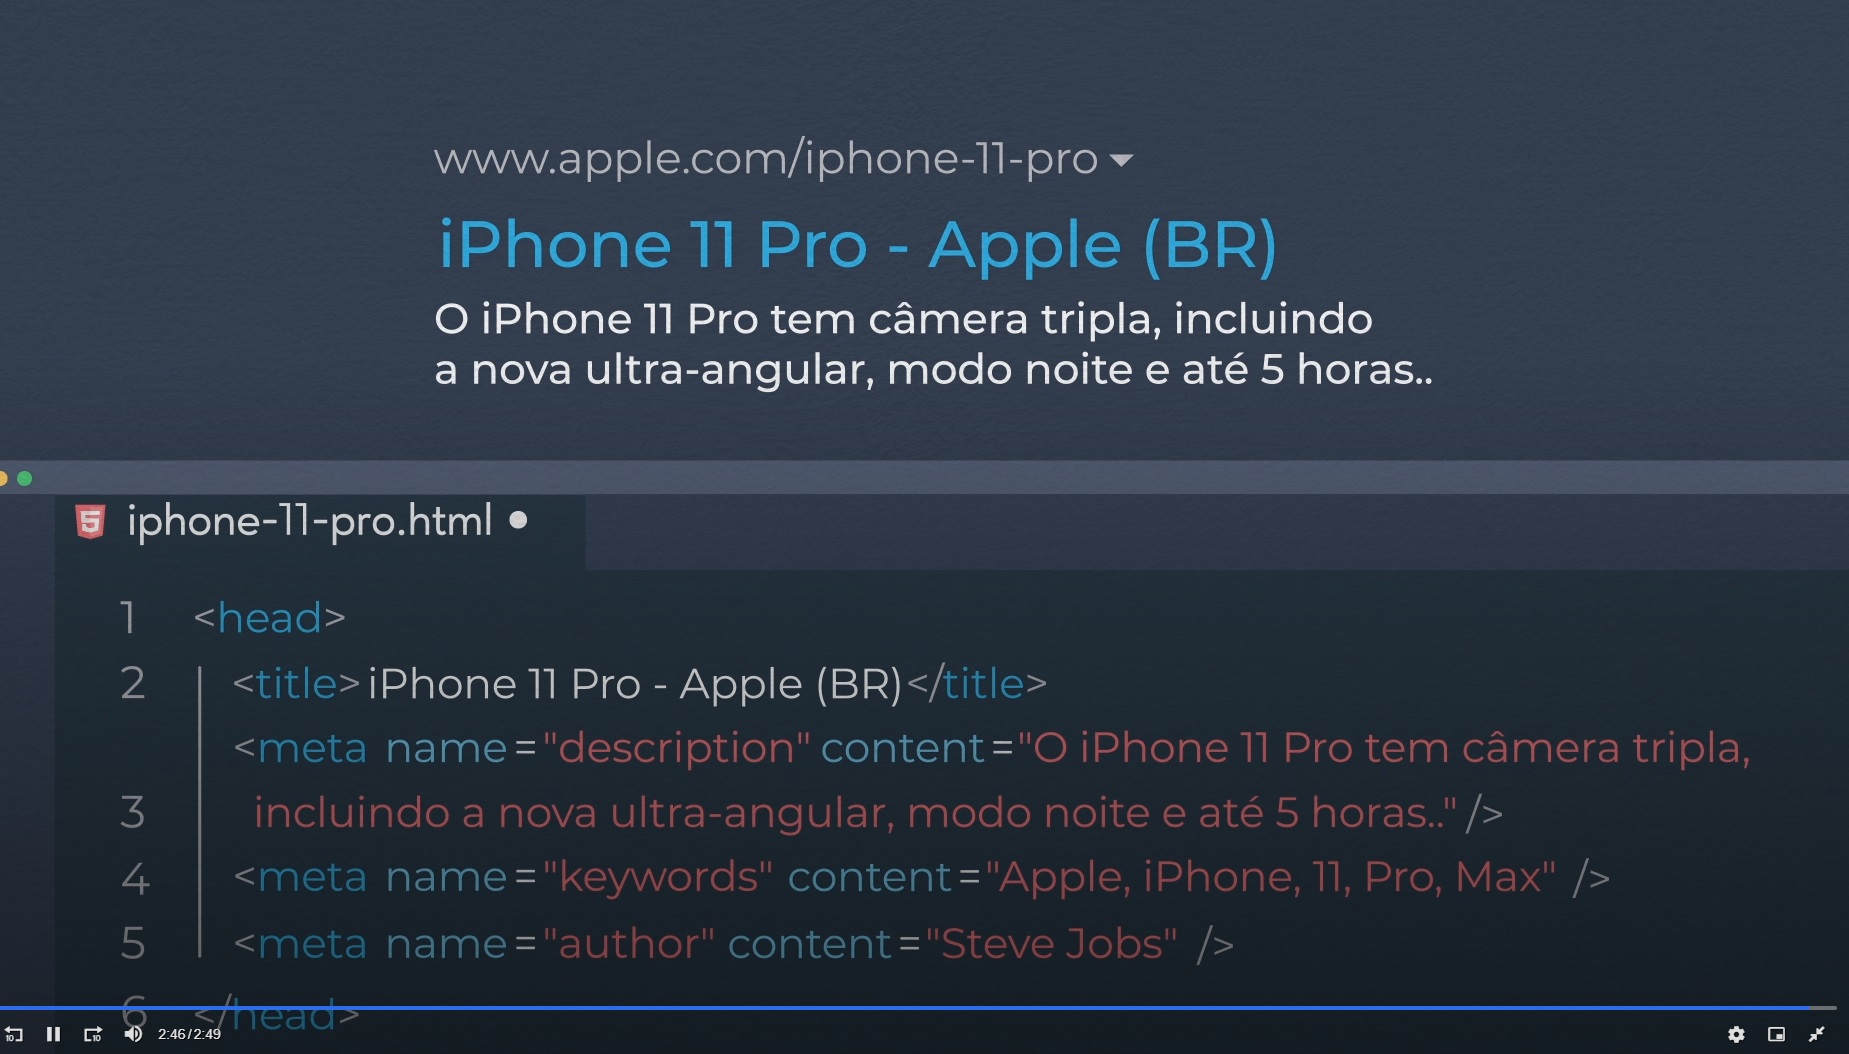 www.apple.com/iphone-11-pro
iPhone 11 Pro - Apple (BR)
O iPhone 11 Pro tem câmera tripla, incluindo
a nova ultra-angular, modo noite e até 5 horas..
5 iphone-11-pro.html
1 <head>
2 <title>iPhone 11 Pro - Apple (BR)</title>
<meta name="description" content="O iPhone 11 Pro tem câmera tripla,
3 incluindo a nova ultra-angular, modo noite e até 5 horas.." />
4 <meta name="keywords" content="Apple, iPhone, 11, Pro, Max" />
5 <meta name="author" content="Steve Jobs" />
6 </head>
10 10 2:46/2:49